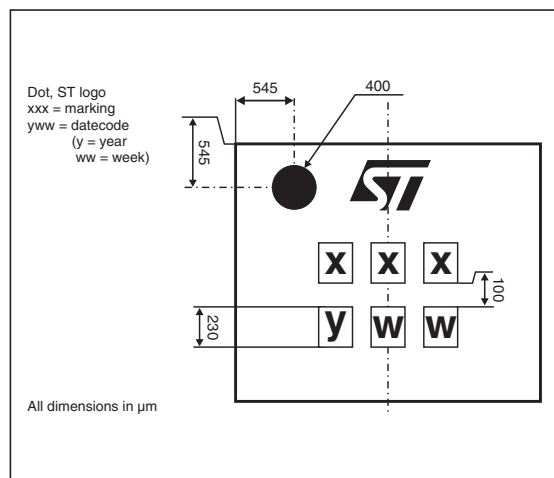 545
400
Dot, ST logo
xxx = marking
yww = datecode
(y = year
ww = week)
545
ST
x x x
100
y w w
230
All dimensions in µm